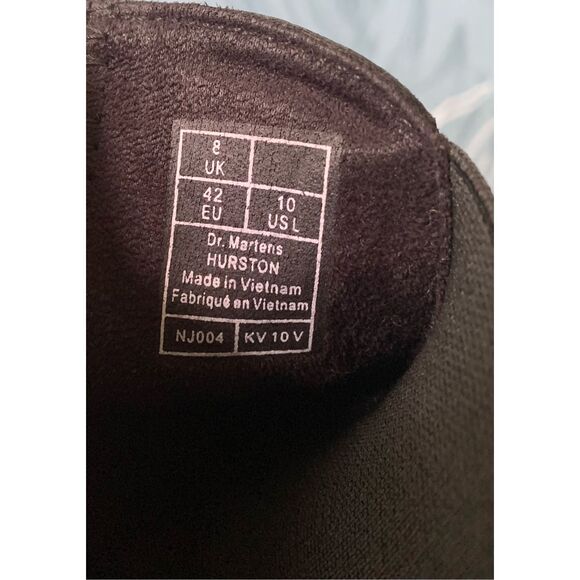 8
UK
42
EU
10
US L
Dr. Martens
HURSTON
Made in Vietnam
Fabriqué en Vietnam
NJ004
KV 10 V